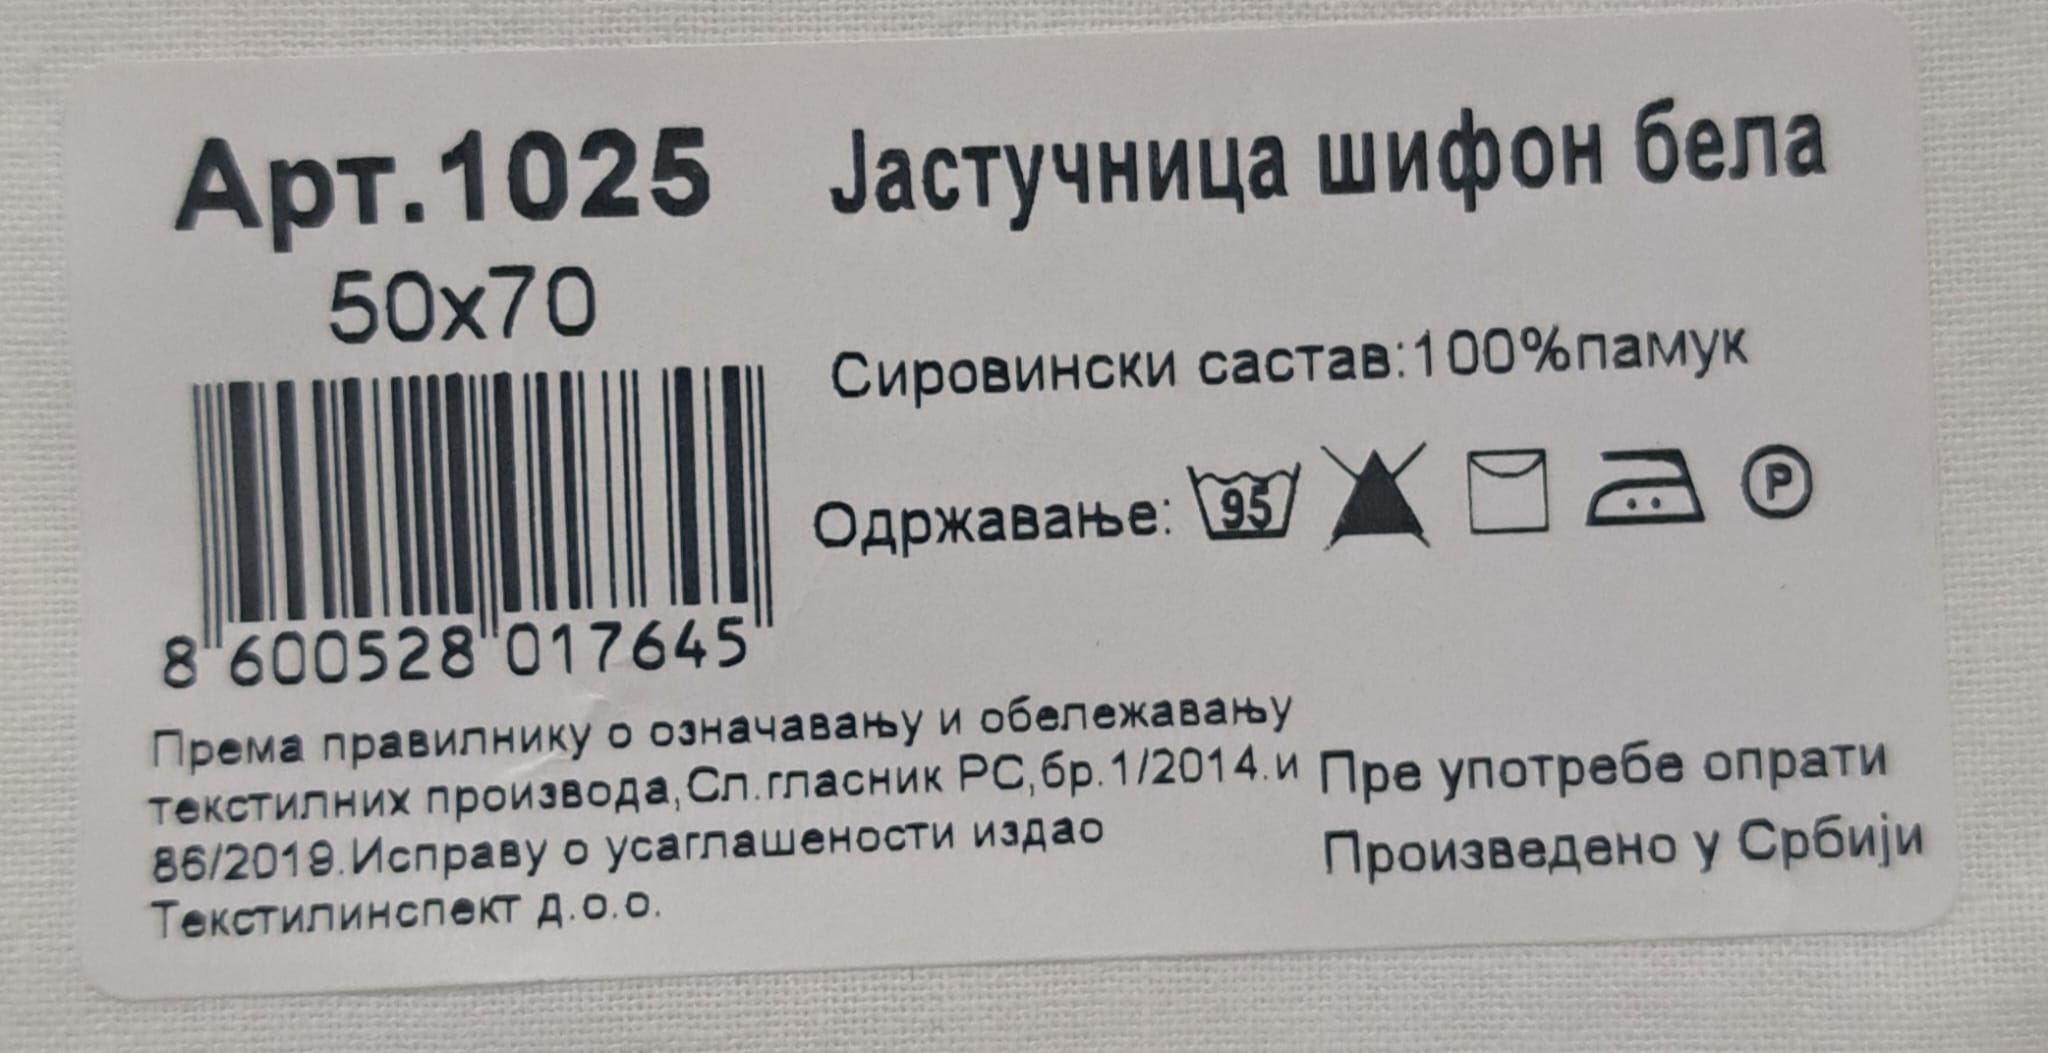 Арт.1025
50x70
8 600528 017645
Јастучница шифон бела
Сировински састав:100%памук
Одржавање:
95
P
Према правилнику о означавању и обележавању
текстилних производа,Сл.гласник РС,бр.1/2014.и
86/2019.Исправу о усаглашености издао
Текстилинспект д.о.о.
Пре употребе опрати
Произведено у Србији